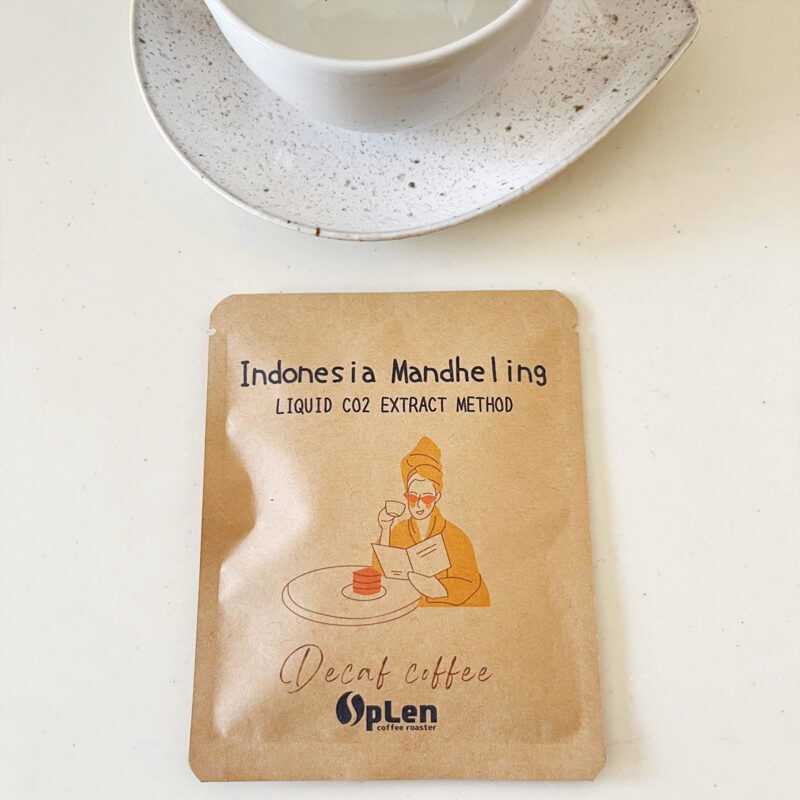 Indonesia Mandheling
LIQUID CO2 EXTRACT METHOD
Decaf coffee
SpLen
coffee roaster